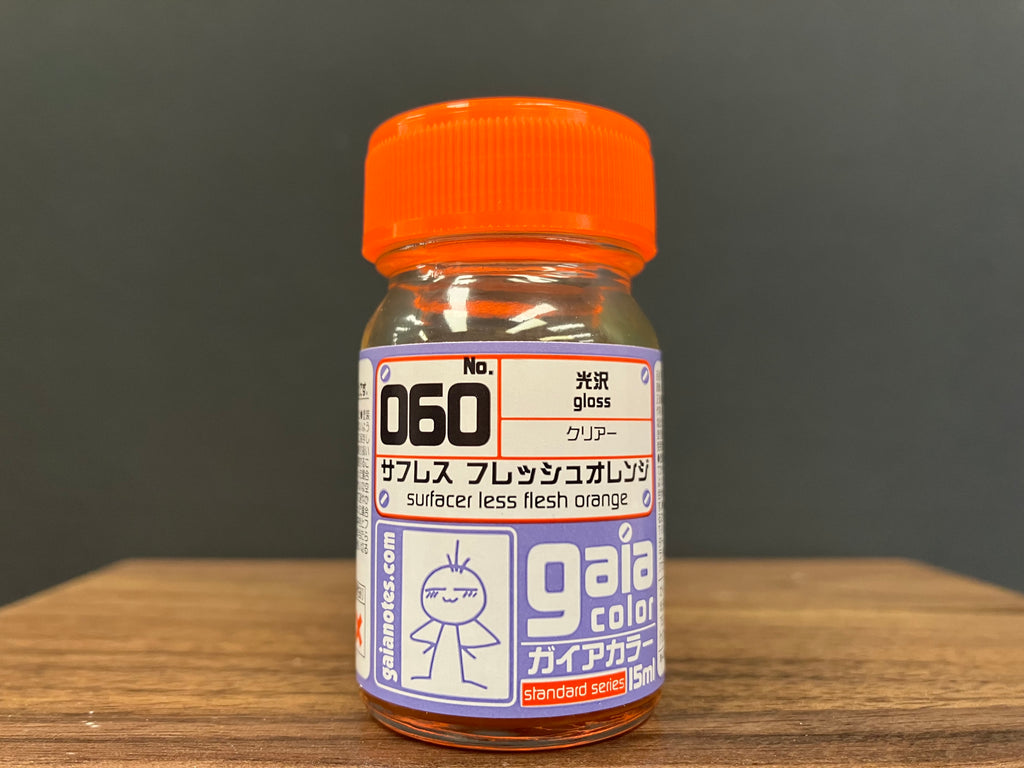 No.
060
光沢
gloss
クリアー
サフレス フレッシュオレンジ
surfacer less flesh orange
gaianotes.com
gaia
color
ガイアカラー
standard series
15ml